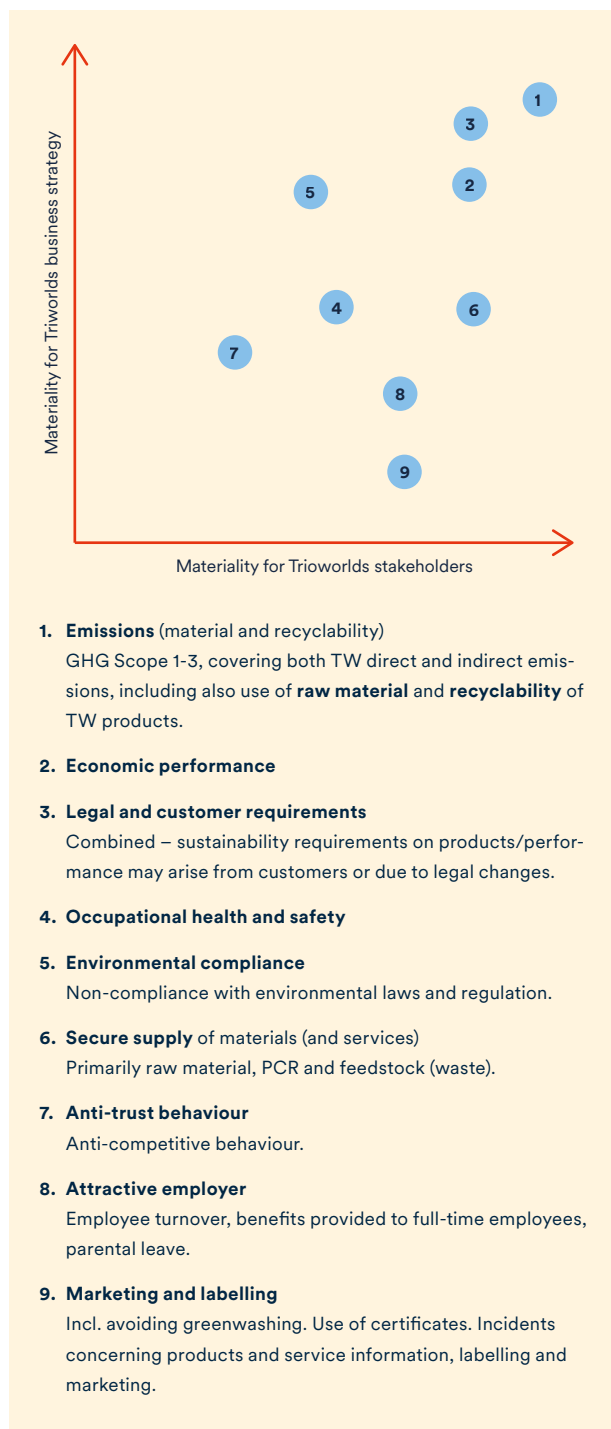 Materiality for Triworlds business strategy
1
3
2
5
4
6
7
8
9
Materiality for Trioworlds stakeholders
1. Emissions (material and recyclability)
GHG Scope 1-3, covering both TW direct and indirect emis-
sions, including also use of raw material and recyclability of
TW products.
2. Economic performance
3. Legal and customer requirements
Combined – sustainability requirements on products/perfor-
mance may arise from customers or due to legal changes.
4. Occupational health and safety
5. Environmental compliance
Non-compliance with environmental laws and regulation.
6. Secure supply of materials (and services)
Primarily raw material, PCR and feedstock (waste).
7. Anti-trust behaviour
Anti-competitive behaviour.
8. Attractive employer
Employee turnover, benefits provided to full-time employees,
parental leave.
9. Marketing and labelling
Incl. avoiding greenwashing. Use of certificates. Incidents
concerning products and service information, labelling and
marketing.